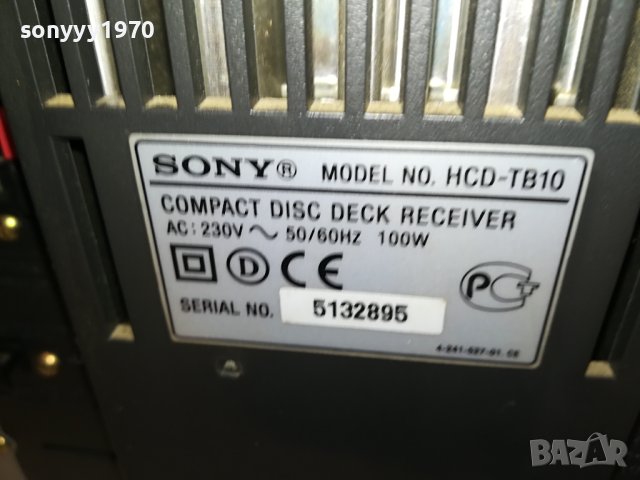 sonyyy1970
SONY® MODEL NO. HCD-TB10
COMPACT DISC DECK RECEIVER
AC: 230V ~ 50/60HZ 100W
D CE
PCT
SERIAL NO. 5132895
BAZAR